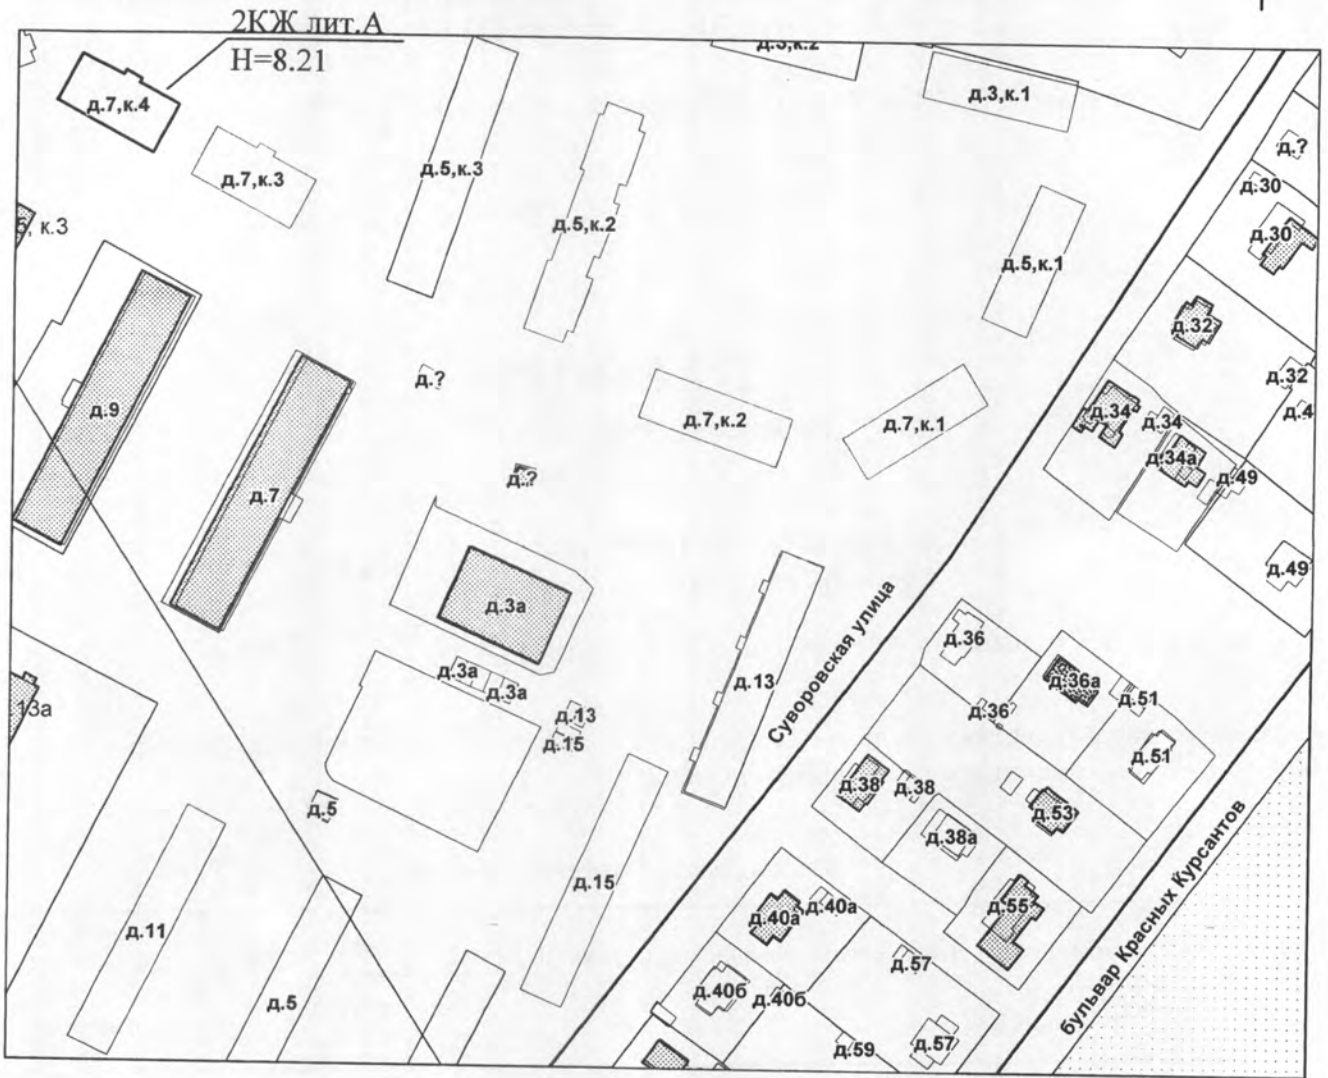 2КЖ лит.А
H=8.21
д.7,к.4
д.3,к.2
д.3,к.1
д.?
д.7,к.3
д.5,к.3
д.30
б, к.3
д.5,к.2
д.30
д.5,к.1
д.32
д.?
д.32
д.9
д.7,к.2
д.7,к.1
д.34
д.34
д.4
д.34а
д.?
д.49
д.7
д.49
д.3а
Суворовская улица
д.36
д.3а
д.3а
д.13
д.36а
д.51
13а
д.13
д.36
д.15
д.51
д.5
д.38
д.38
д.53
д.38а
д.15
д.11
д.40а
д.40а
д.55
бульвар Красных Курсантов
д.57
д.5
д.40б
д.40б
д.59
д.57